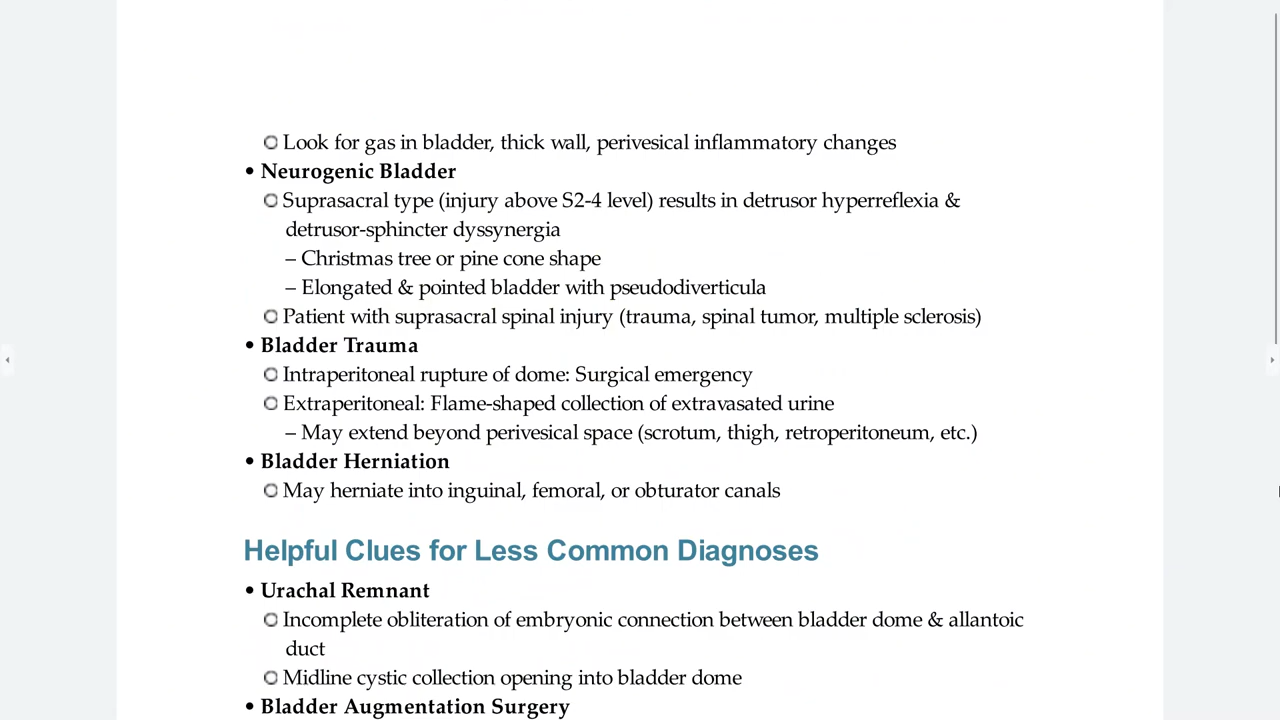 ○ Look for gas in bladder, thick wall, perivesical inflammatory changes
• Neurogenic Bladder
○ Suprasacral type (injury above S2-4 level) results in detrusor hyperreflexia &
detrusor-sphincter dyssynergia
– Christmas tree or pine cone shape
– Elongated & pointed bladder with pseudodiverticula
○ Patient with suprasacral spinal injury (trauma, spinal tumor, multiple sclerosis)
• Bladder Trauma
○ Intraperitoneal rupture of dome: Surgical emergency
○ Extraperitoneal: Flame-shaped collection of extravasated urine
– May extend beyond perivesical space (scrotum, thigh, retroperitoneum, etc.)
• Bladder Herniation
○ May herniate into inguinal, femoral, or obturator canals
Helpful Clues for Less Common Diagnoses
• Urachal Remnant
○ Incomplete obliteration of embryonic connection between bladder dome & allantoic
duct
○ Midline cystic collection opening into bladder dome
• Bladder Augmentation Surgery